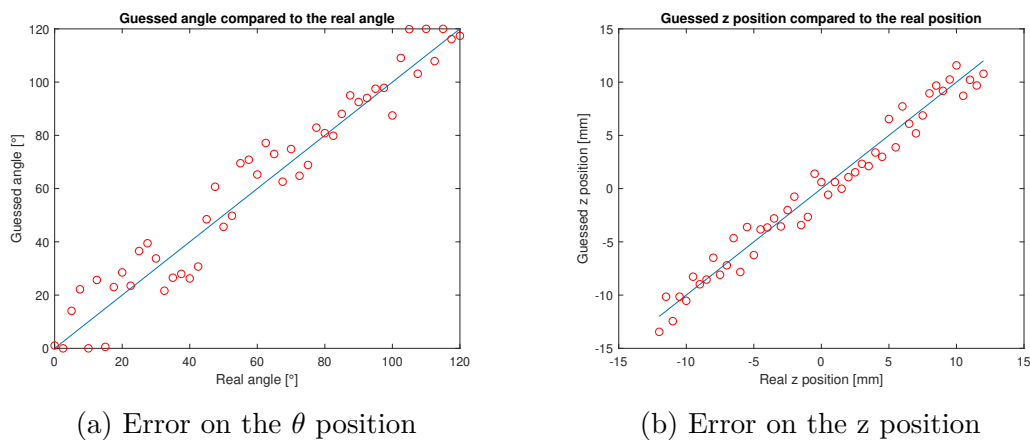 Guessed angle compared to the real angle
120
100
80
60
40
20
0
Guessed angle [°]
0 20 40 60 80 100 120
Real angle [°]
(a) Error on the θ position
Guessed z position compared to the real position
15
10
5
0
-5
-10
-15
Guessed z position [mm]
-15 -10 -5 0 5 10 15
Real z position [mm]
(b) Error on the z position